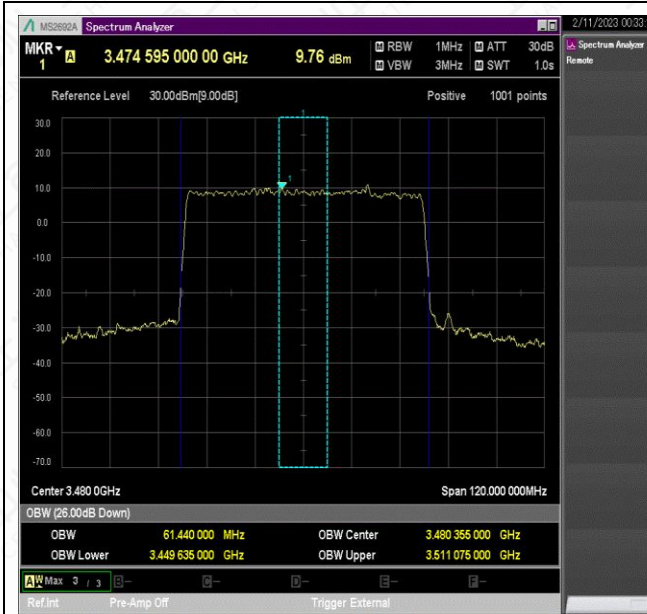 MS2692A Spectrum Analyzer 2/11/2023 00:33:
MKR 1 A 3.474 595 000 00 GHz 9.76 dBm M RBW 1MHz M ATT 30dB
M VBW 3MHz M SWT 1.0s
Spectrum Analyzer
Remote
Reference Level 30.00dBm[9.00dB] Positive 1001 points
30.0
20.0
10.0
1
0.0
-10.0
-20.0
-30.0
-40.0
-50.0
-60.0
-70.0
Center 3.480 0GHz Span 120.000 000MHz
OBW (26.00dB Down)
OBW 61.440 000 MHz OBW Center 3.480 355 000 GHz
OBW Lower 3.449 635 000 GHz OBW Upper 3.511 075 000 GHz
A W Max 3 / 3 B- C- D- E- F-
Ref.Int Pre-Amp Off Trigger External